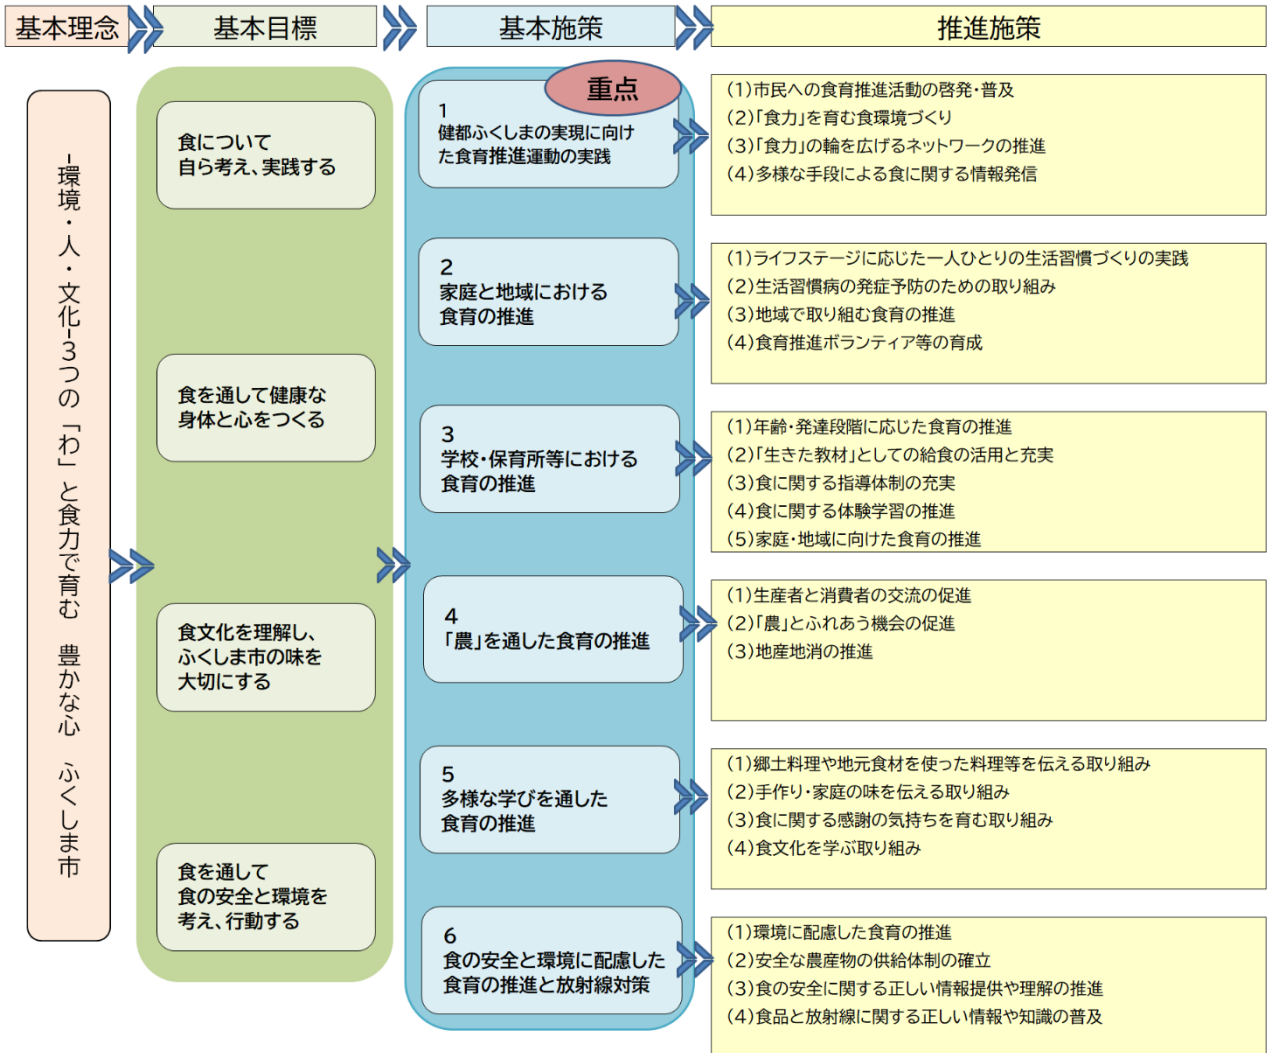 基本理念
基本目標
基本施策
推進施策
-環境・人・文化-3つの「わ」と食力で育む　豊かな心　ふくしま市
食について
自ら考え、実践する
食を通して健康な
身体と心をつくる
食文化を理解し、
ふくしま市の味を
大切にする
食を通して
食の安全と環境を
考え、行動する
重点
1
健都ふくしまの実現に向け
た食育推進運動の実践
(1)市民への食育推進活動の啓発・普及
(2)「食力」を育む食環境づくり
(3)「食力」の輪を広げるネットワークの推進
(4)多様な手段による食に関する情報発信
2
家庭と地域における
食育の推進
(1)ライフステージに応じた一人ひとりの生活習慣づくりの実践
(2)生活習慣病の発症予防のための取り組み
(3)地域で取り組む食育の推進
(4)食育推進ボランティア等の育成
3
学校・保育所等における
食育の推進
(1)年齢・発達段階に応じた食育の推進
(2)「生きた教材」としての給食の活用と充実
(3)食に関する指導体制の充実
(4)食に関する体験学習の推進
(5)家庭・地域に向けた食育の推進
4
「農」を通した食育の推進
(1)生産者と消費者の交流の促進
(2)「農」とふれあう機会の促進
(3)地産地消の推進
5
多様な学びを通した
食育の推進
(1)郷土料理や地元食材を使った料理等を伝える取り組み
(2)手作り・家庭の味を伝える取り組み
(3)食に関する感謝の気持ちを育む取り組み
(4)食文化を学ぶ取り組み
6
食の安全と環境に配慮した
食育の推進と放射線対策
(1)環境に配慮した食育の推進
(2)安全な農産物の供給体制の確立
(3)食の安全に関する正しい情報提供や理解の推進
(4)食品と放射線に関する正しい情報や知識の普及